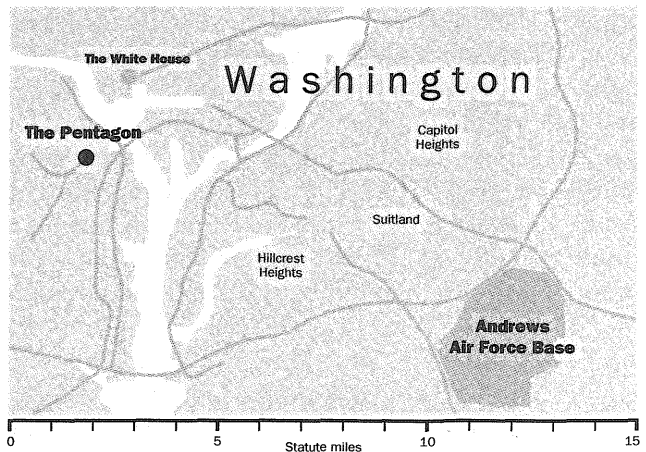 The White House
Washington
The Pentagon
Capitol
Heights
Suitland
Hillcrest
Heights
Andrews
Air Force Base
0 5 10 15
Statute miles